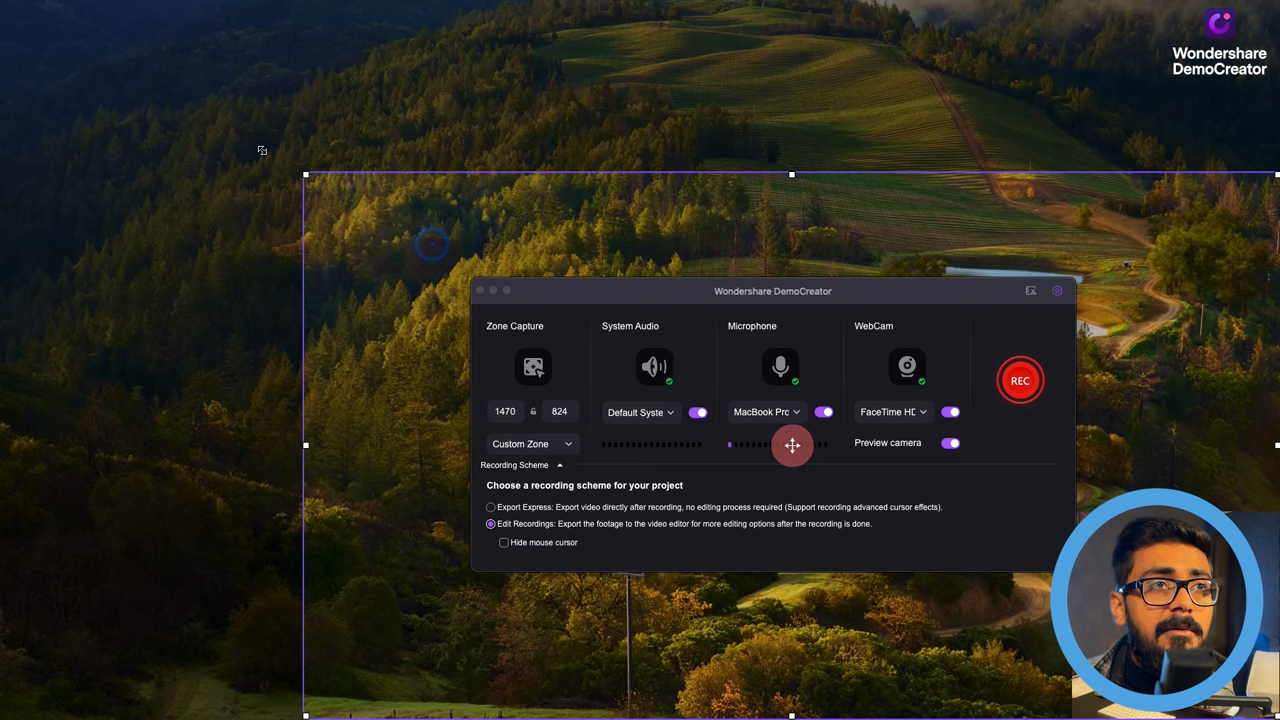 Wondershare
DemoCreator
Wondershare DemoCreator
Zone Capture
System Audio
Microphone
WebCam
REC
1470
824
Default Syste
MacBook Pro
FaceTime HD
Custom Zone
Preview camera
Recording Scheme
Choose a recording scheme for your project
Export Express: Export video directly after recording, no editing process required (Support recording advanced cursor effects).
Edit Recordings: Export the footage to the video editor for more editing options after the recording is done.
Hide mouse cursor